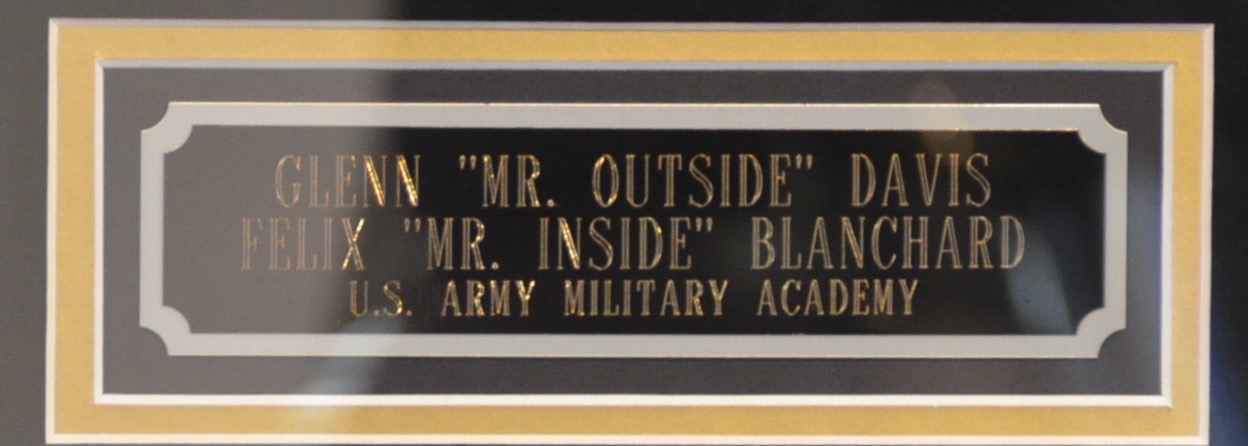 GLENN "MR. OUTSIDE" DAVIS
FELIX "MR. INSIDE" BLANCHARD
U.S. ARMY MILITARY ACADEMY